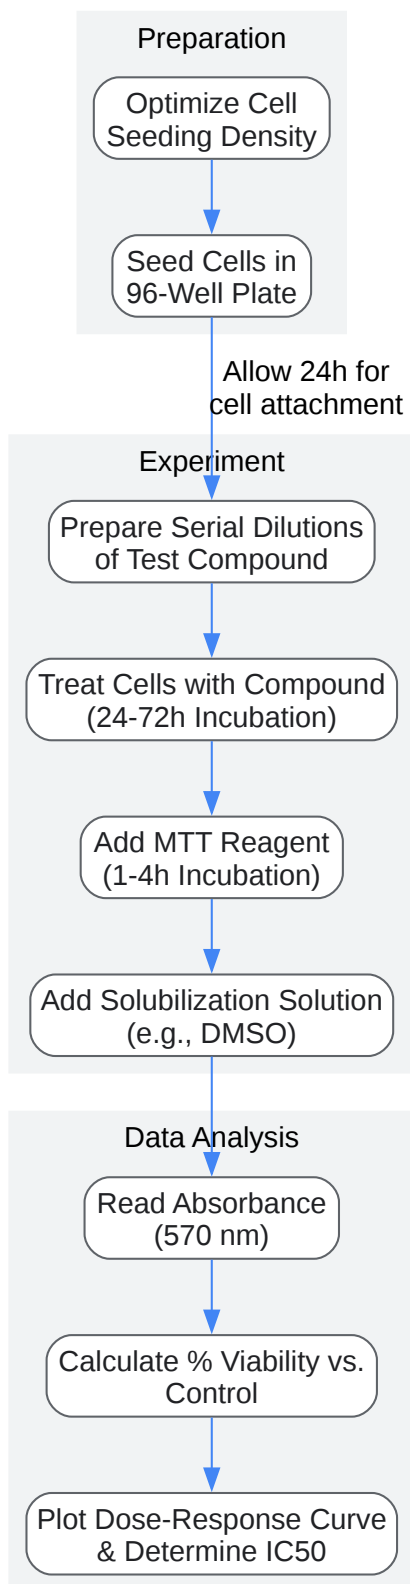 Preparation
Optimize Cell
Seeding Density
Seed Cells in
96-Well Plate
Allow 24h for
cell attachment
Experiment
Prepare Serial Dilutions
of Test Compound
Treat Cells with Compound
(24-72h Incubation)
Add MTT Reagent
(1-4h Incubation)
Add Solubilization Solution
(e.g., DMSO)
Data Analysis
Read Absorbance
(570 nm)
Calculate % Viability vs.
Control
Plot Dose-Response Curve
& Determine IC50